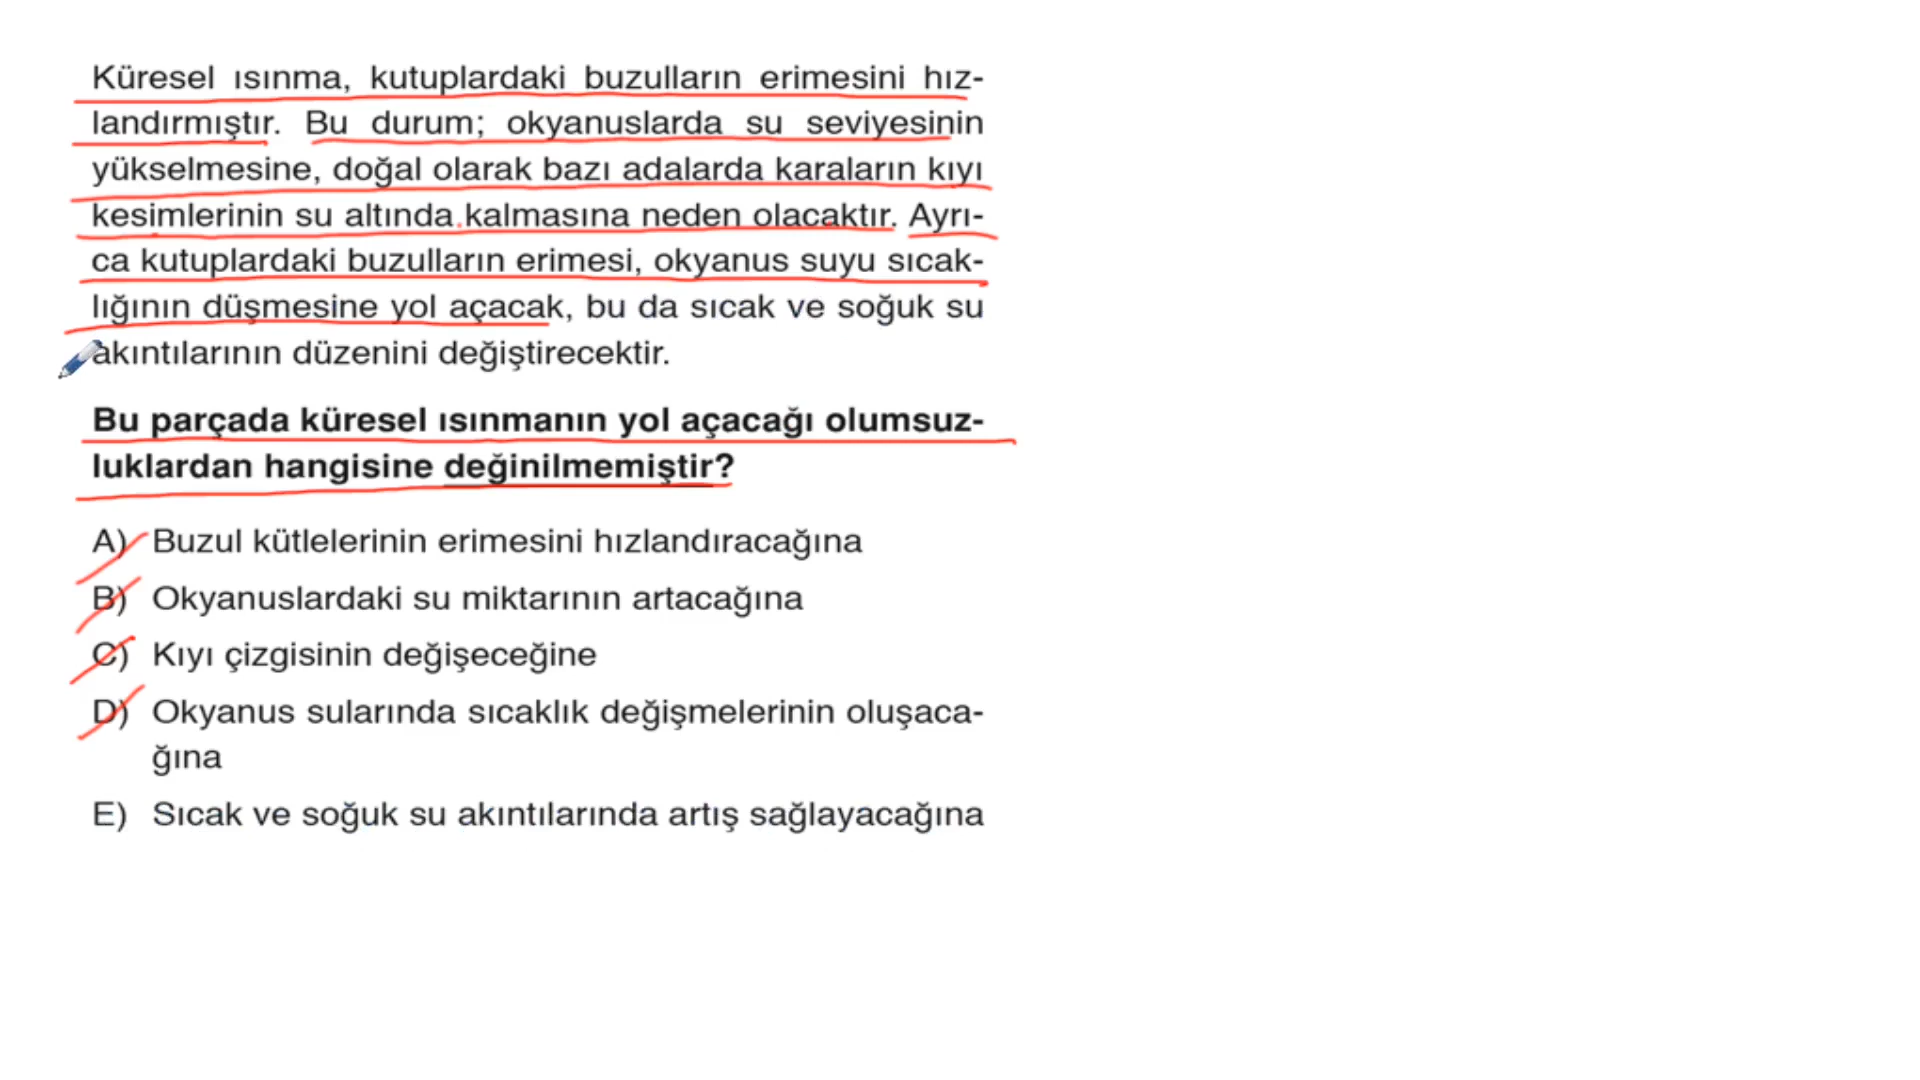 Küresel ısınma, kutuplardaki buzulların erimesini hız-
landırmıştır. Bu durum; okyanuslarda su seviyesinin
yükselmesine, doğal olarak bazı adalarda karaların kıyı
kesimlerinin su altında kalmasına neden olacaktır. Ayrı-
ca kutuplardaki buzulların erimesi, okyanus suyu sıcak-
lığının düşmesine yol açacak, bu da sıcak ve soğuk su
akıntılarının düzenini değiştirecektir.
Bu parçada küresel ısınmanın yol açacağı olumsuz-
luklardan hangisine değinilmemiştir?
A) Buzul kütlelerinin erimesini hızlandıracağına
B) Okyanuslardaki su miktarının artacağına
C) Kıyı çizgisinin değişeceğine
D) Okyanus sularında sıcaklık değişmelerinin oluşaca-
ğına
E) Sıcak ve soğuk su akıntılarında artış sağlayacağına